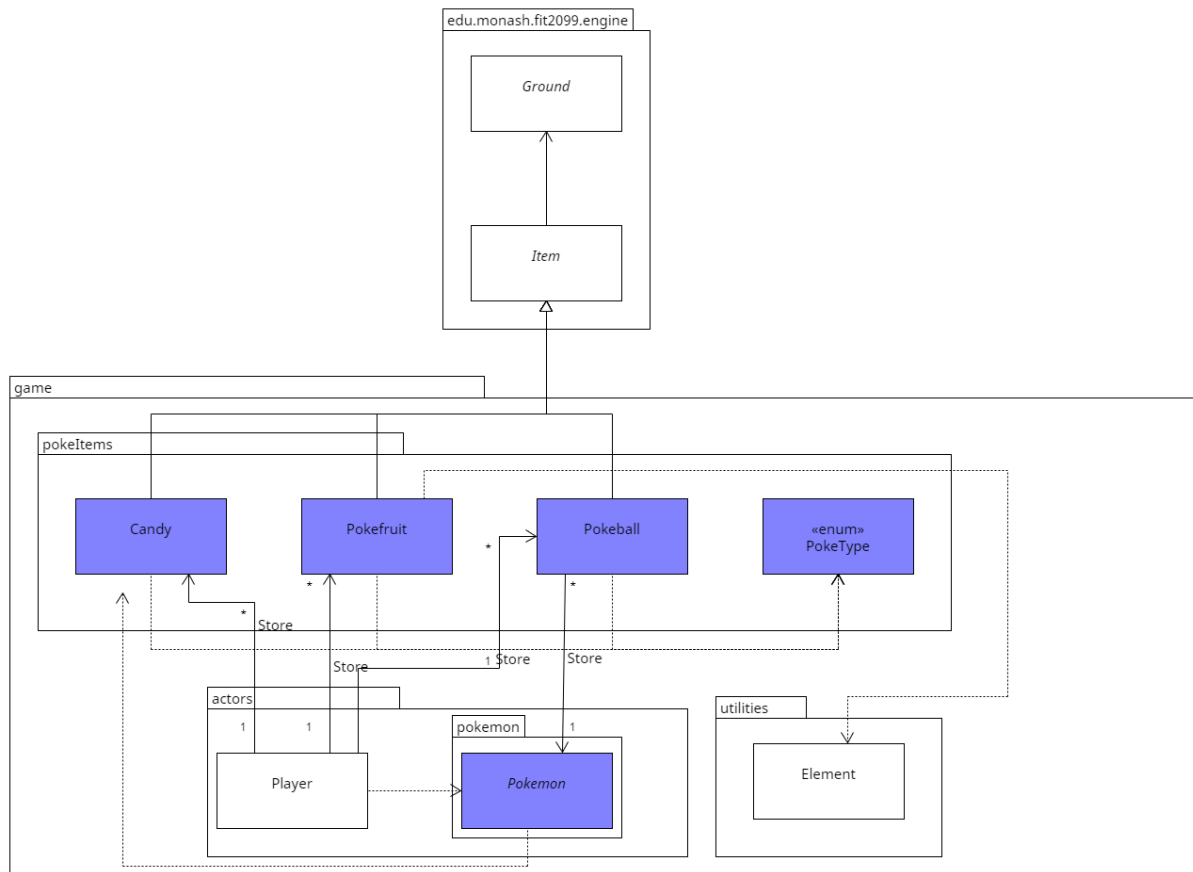 edu.monash.fit2099.engine
Ground
Item
game
pokeItems
Candy
Pokefruit
Pokeball
«enum»
PokeType
*
*
*
*
Store
Store
1
Store
Store
actors
1
1
pokemon
1
utilities
Player
Pokemon
Element